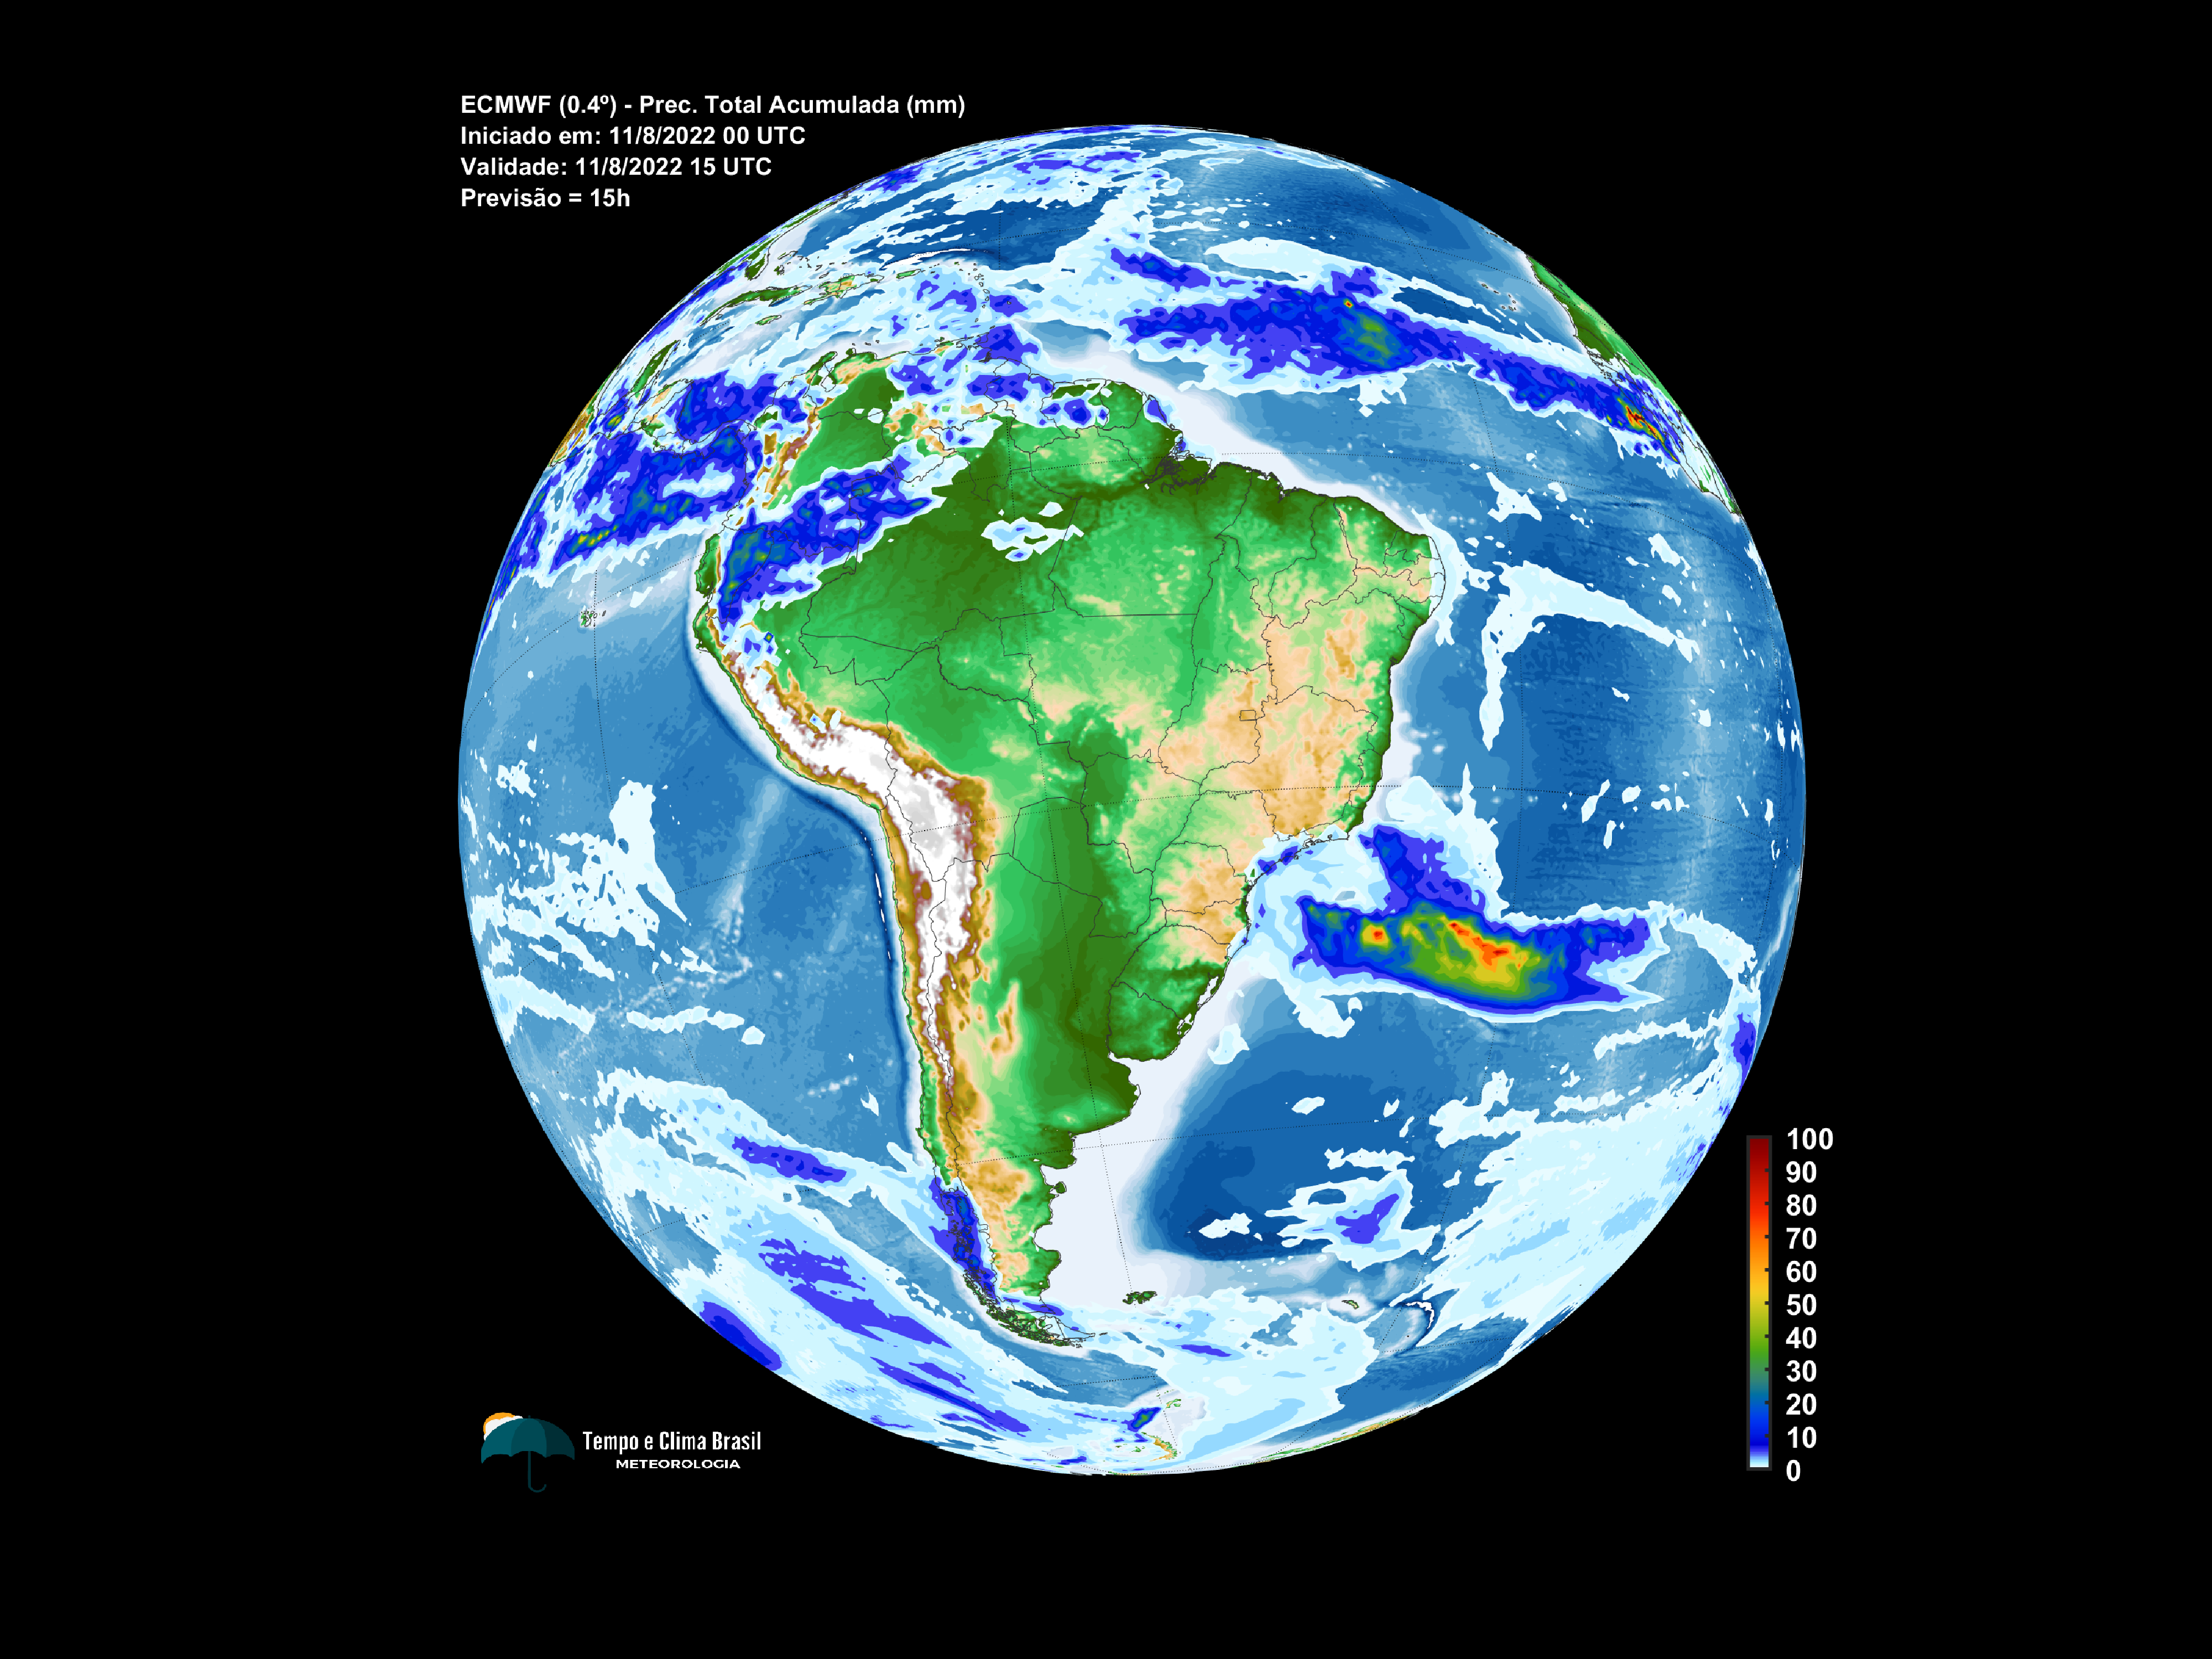 ECMWF (0.4º) - Prec. Total Acumulada (mm)
Iniciado em: 11/8/2022 00 UTC
Validade: 11/8/2022 15 UTC
Previsão = 15h
100
90
80
70
60
50
40
30
20
10
0
Tempo e Clima Brasil
METEOROLOGIA